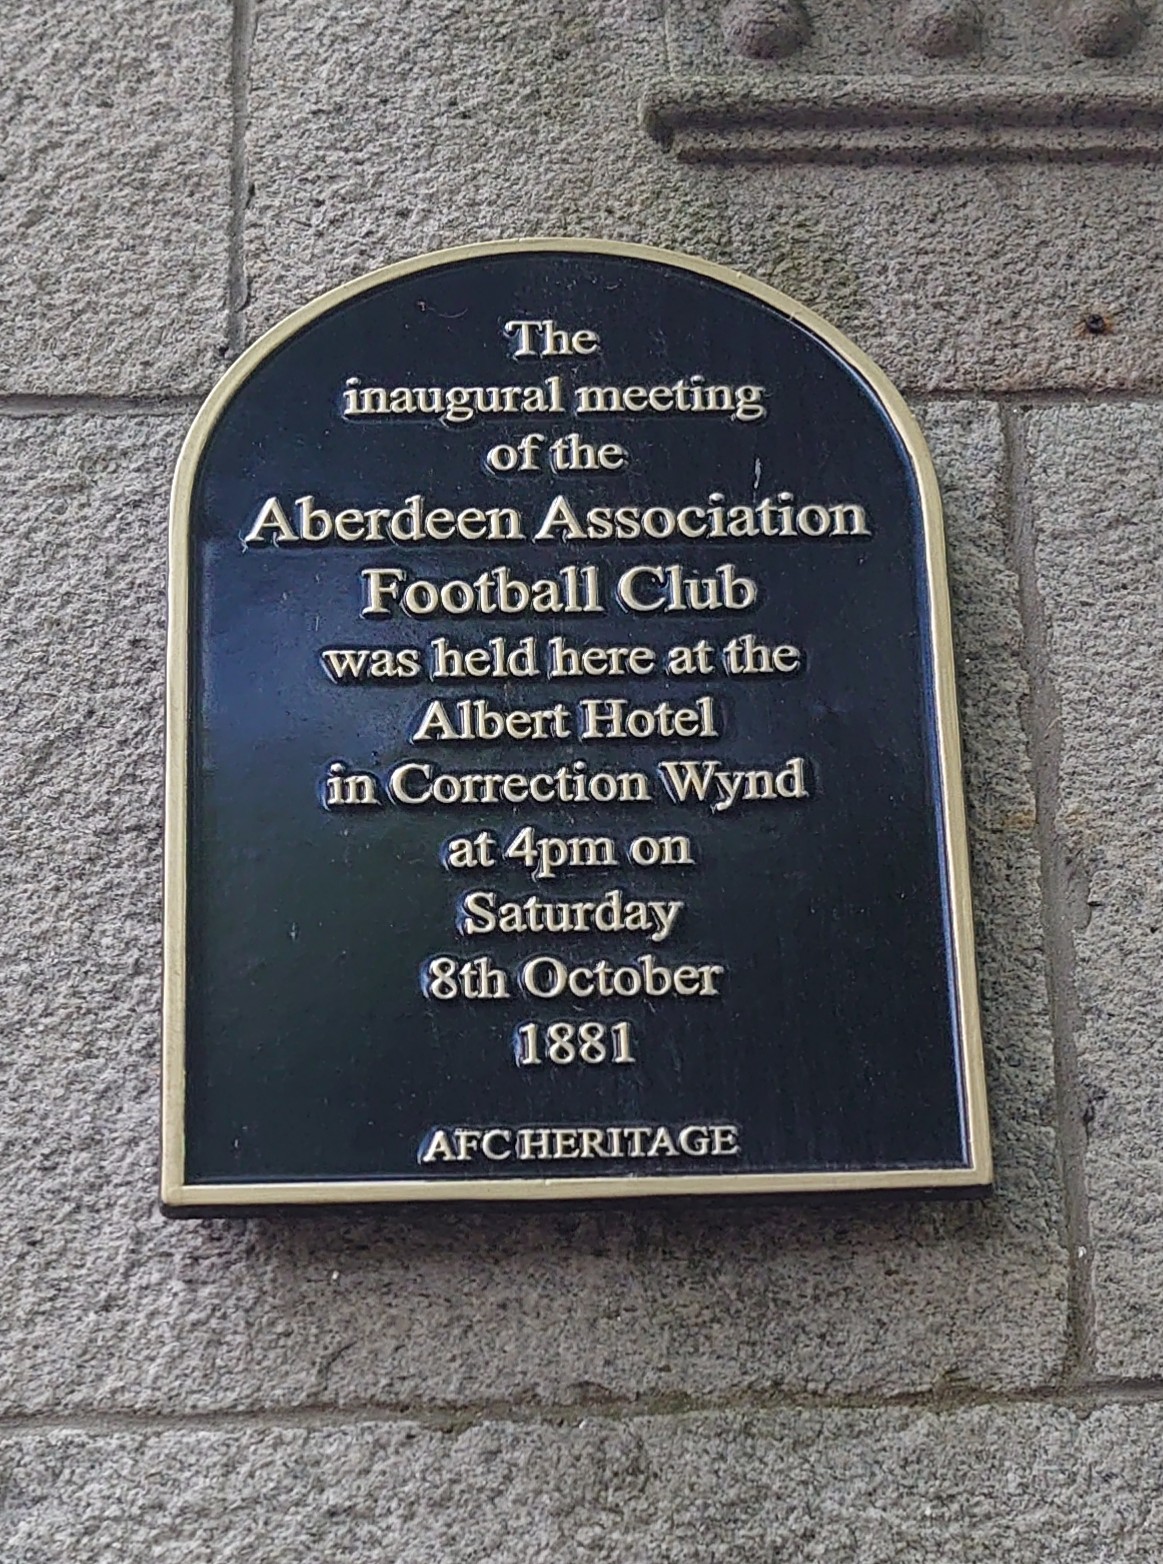 The
inaugural meeting
of the
Aberdeen Association
Football Club
was held here at the
Albert Hotel
in Correction Wynd
at 4pm on
Saturday
8th October
1881
AFC HERITAGE